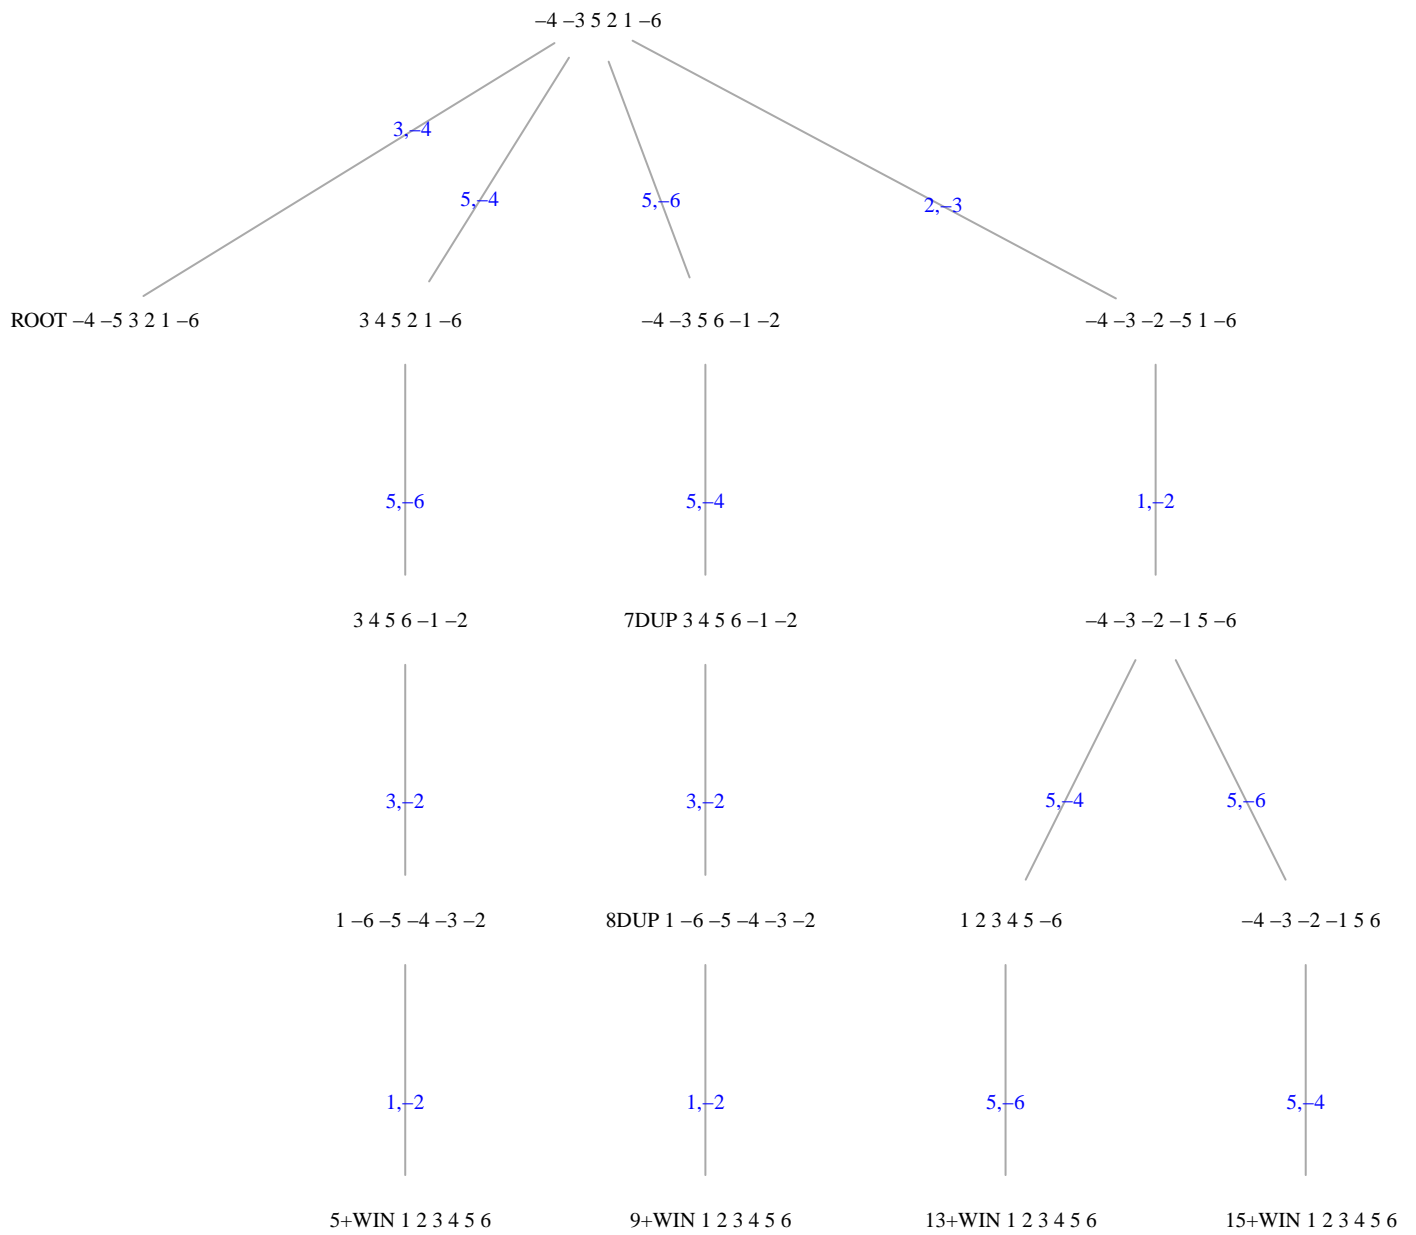 –4 –3 5 2 1 –6
3,–4
5,–4
5,–6
2,–3
ROOT –4 –5 3 2 1 –6
3 4 5 2 1 –6
–4 –3 5 6 –1 –2
–4 –3 –2 –5 1 –6
5,–6
5,–4
1,–2
3 4 5 6 –1 –2
7DUP 3 4 5 6 –1 –2
–4 –3 –2 –1 5 –6
3,–2
3,–2
5,–4
5,–6
1 –6 –5 –4 –3 –2
8DUP 1 –6 –5 –4 –3 –2
1 2 3 4 5 –6
–4 –3 –2 –1 5 6
1,–2
1,–2
5,–6
5,–4
5+WIN 1 2 3 4 5 6
9+WIN 1 2 3 4 5 6
13+WIN 1 2 3 4 5 6
15+WIN 1 2 3 4 5 6